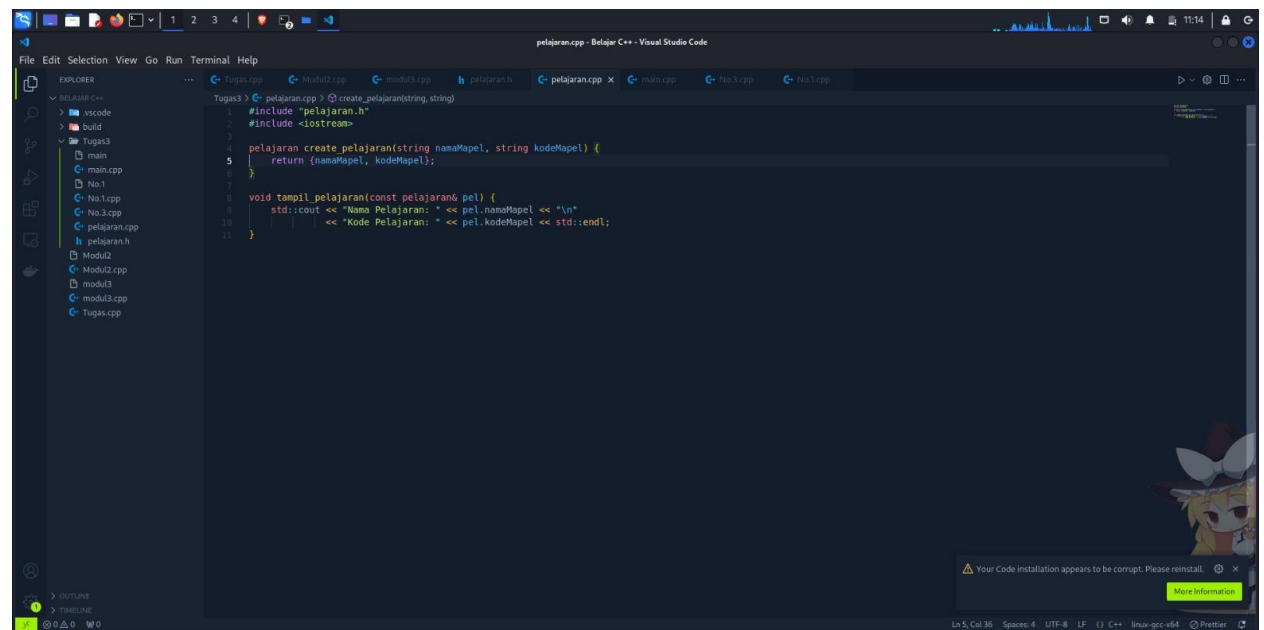 1 2 3 4
11:14
pelajaran.cpp - Belajar C++ - Visual Studio Code
File Edit Selection View Go Run Terminal Help
EXPLORER ...
Tugas.cpp Modul2.cpp modul3.cpp h pelajaran.h pelajaran.cpp × main.cpp No.3.cpp No.1.cpp
BELAJAR C++
Tugas3 > pelajaran.cpp > create_pelajaran(string, string)
.vscode
build
Tugas3
main
main.cpp
No.1
No.1.cpp
No.3.cpp
pelajaran.cpp
h pelajaran.h
Modul2
Modul2.cpp
modul3
modul3.cpp
Tugas.cpp
1 #include "pelajaran.h"
2 #include <iostream>
3
4 pelajaran create_pelajaran(string namaMapel, string kodeMapel) {
5 return {namaMapel, kodeMapel};
6 }
7
8 void tampil_pelajaran(const pelajaran& pel) {
9 std::cout << "Nama Pelajaran: " << pel.namaMapel << "\n"
10 << "Kode Pelajaran: " << pel.kodeMapel << std::endl;
11 }
Your Code installation appears to be corrupt. Please reinstall.
More Information
OUTLINE
TIMELINE
1
0 0 0 Ln 5, Col 36 Spaces: 4 UTF-8 LF {} C++ linux-gcc-x64 Prettier